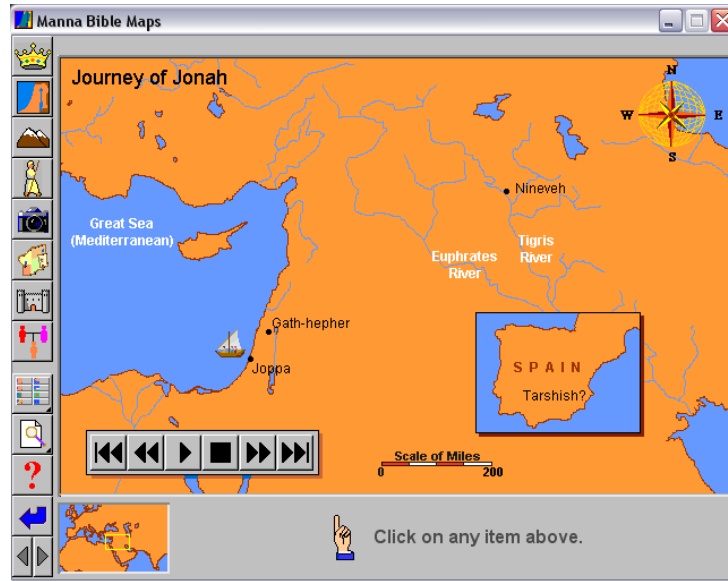 Manna Bible Maps
Journey of Jonah
N
W
E
S
Nineveh
Great Sea
(Mediterranean)
Tigris
River
Euphrates
River
Gath-hepher
Joppa
SPAIN
Tarshish?
Scale of Miles
0
200
?
Click on any item above.